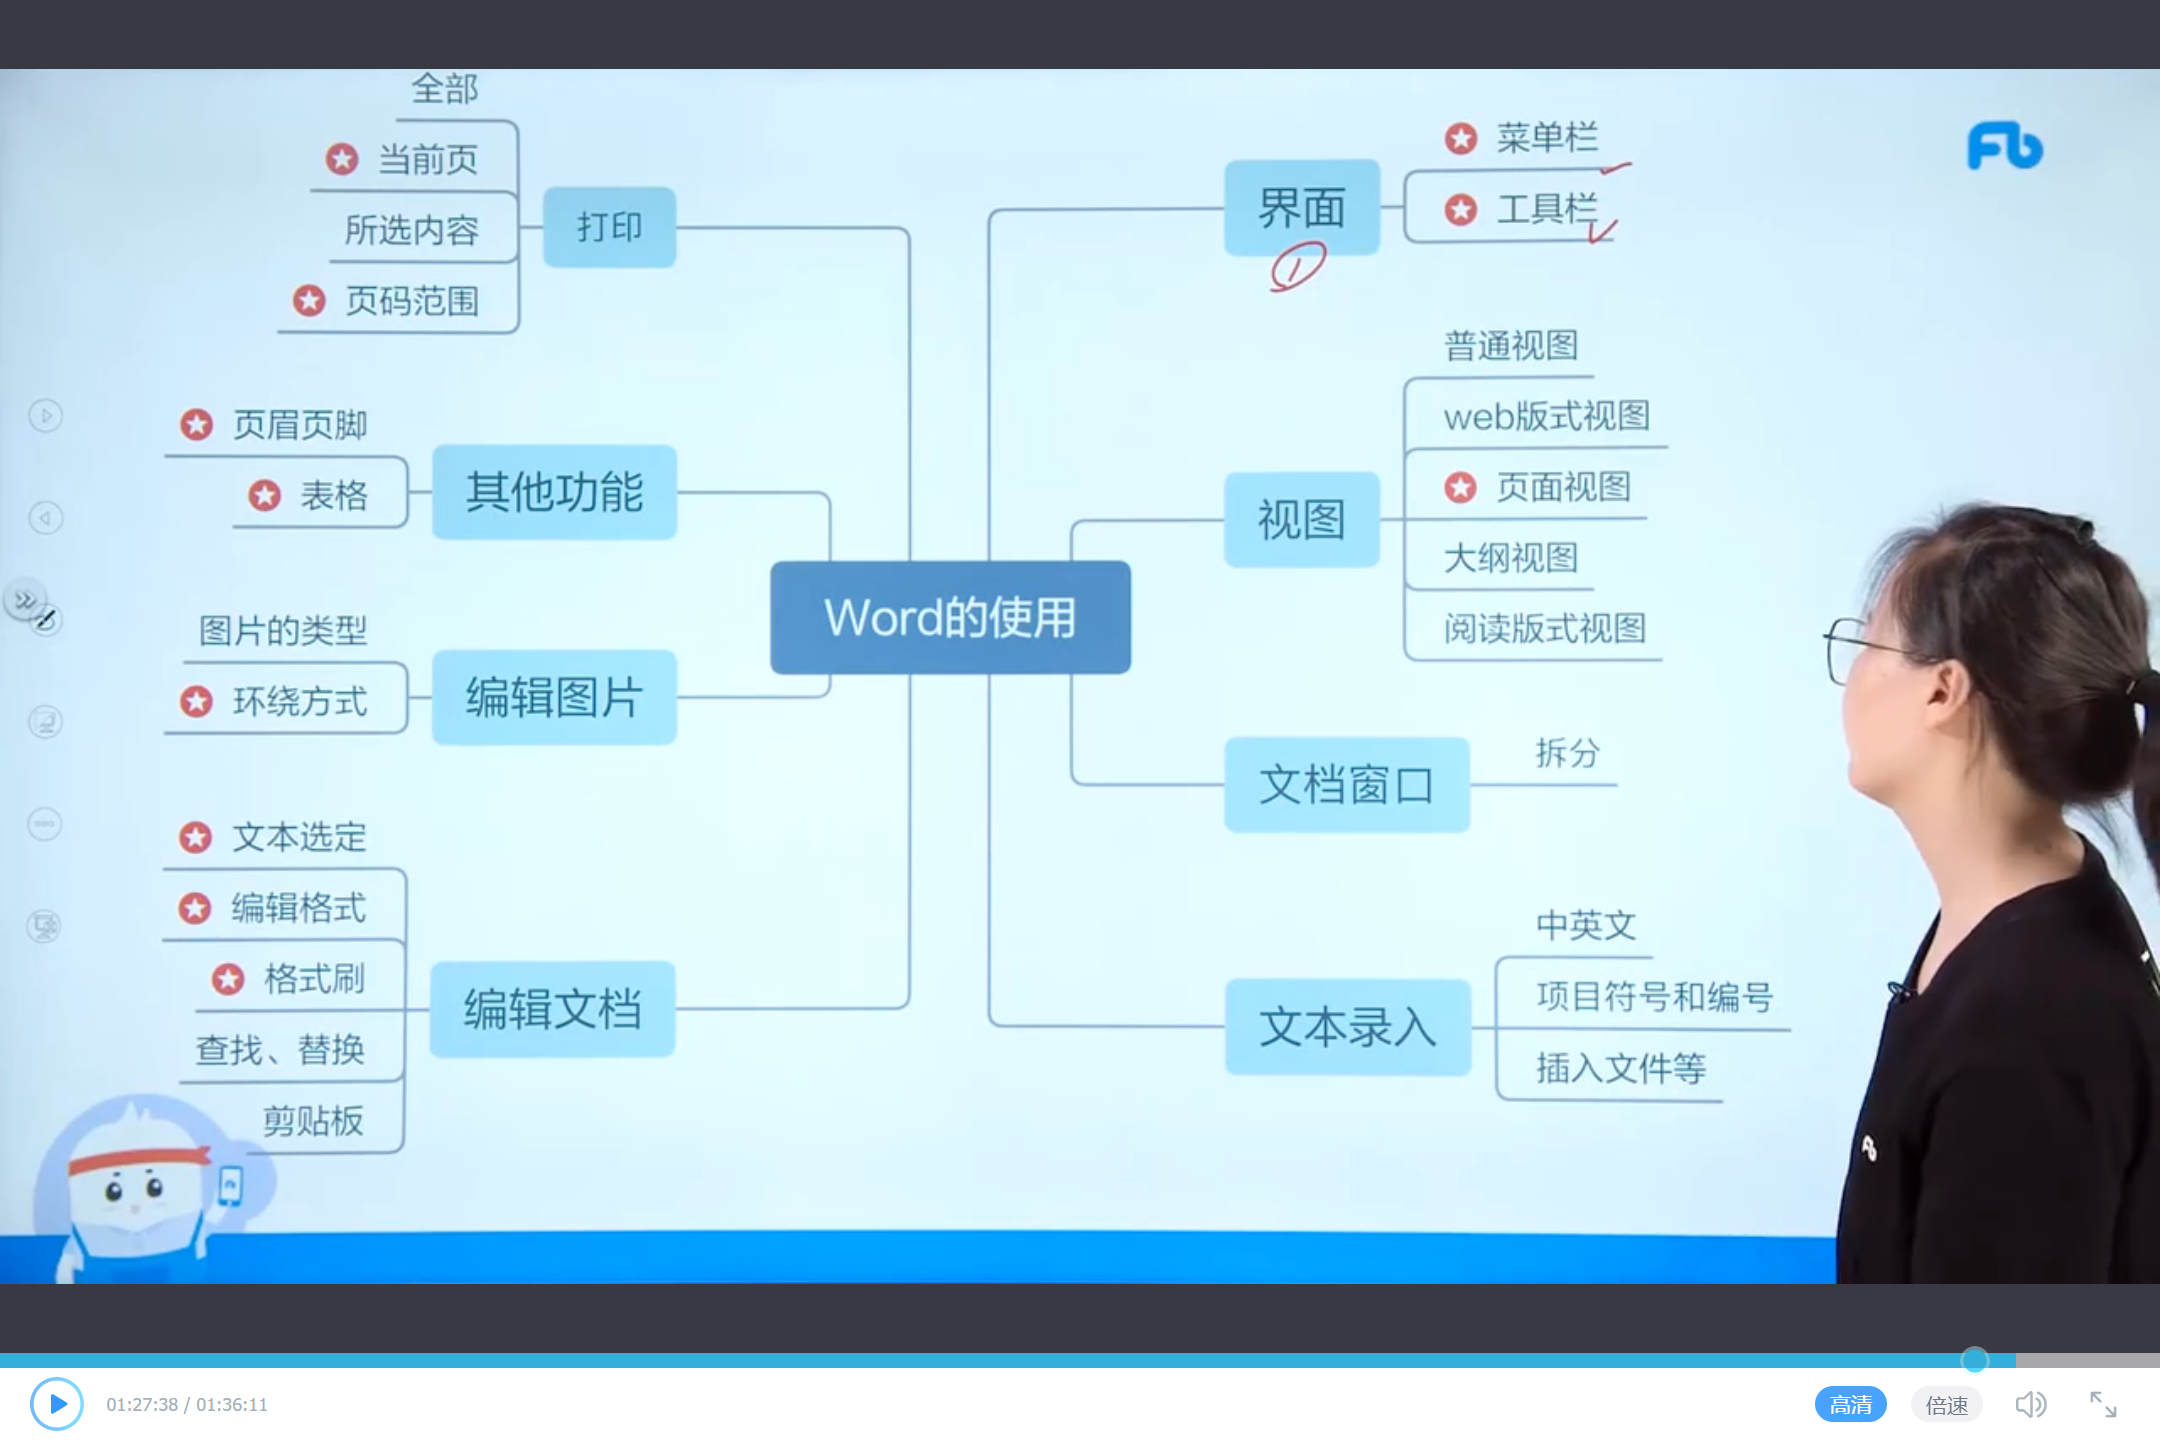 全部
当前页
所选内容
页码范围
打印
页眉页脚
表格
其他功能
图片的类型
环绕方式
编辑图片
文本选定
编辑格式
格式刷
查找、替换
剪贴板
编辑文档
Word的使用
界面
①
菜单栏
工具栏
视图
普通视图
web版式视图
页面视图
大纲视图
阅读版式视图
文档窗口
拆分
文本录入
中英文
项目符号和编号
插入文件等
Fb
01:27:38 / 01:36:11
高清
倍速